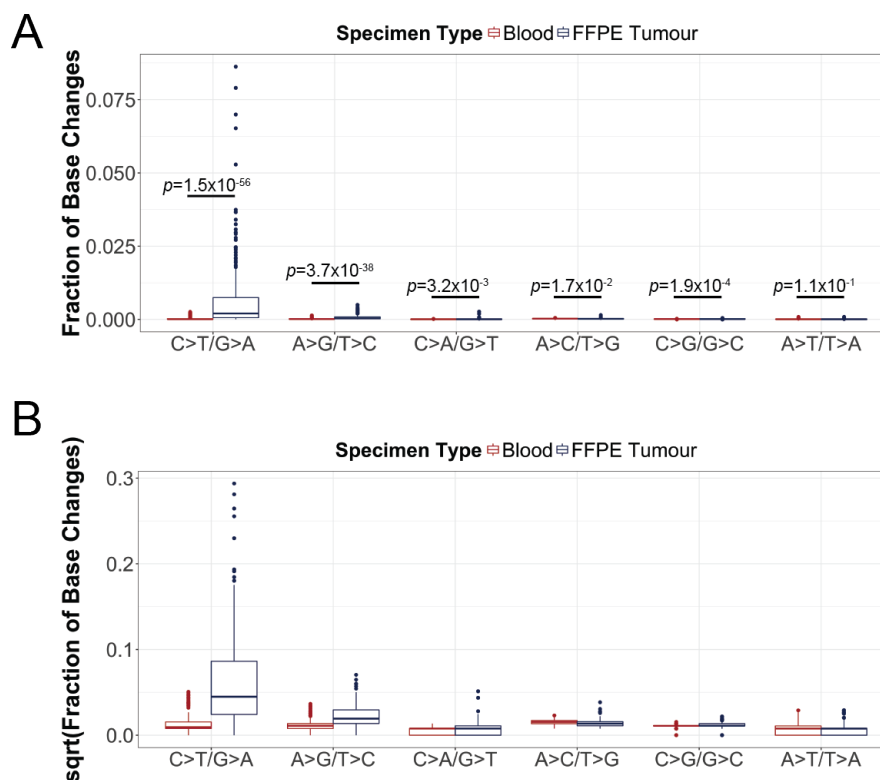 A
Specimen Type Blood FFPE Tumour
Fraction of Base Changes
0.075
0.050
0.025
0.000
p=1.5x10-56
p=3.7x10-38
p=3.2x10-3
p=1.7x10-2
p=1.9x10-4
p=1.1x10-1
C>T/G>A A>G/T>C C>A/G>T A>C/T>G C>G/G>C A>T/T>A
B
Specimen Type Blood FFPE Tumour
sqrt(Fraction of Base Changes)
0.3
0.2
0.1
0.0
C>T/G>A A>G/T>C C>A/G>T A>C/T>G C>G/G>C A>T/T>A